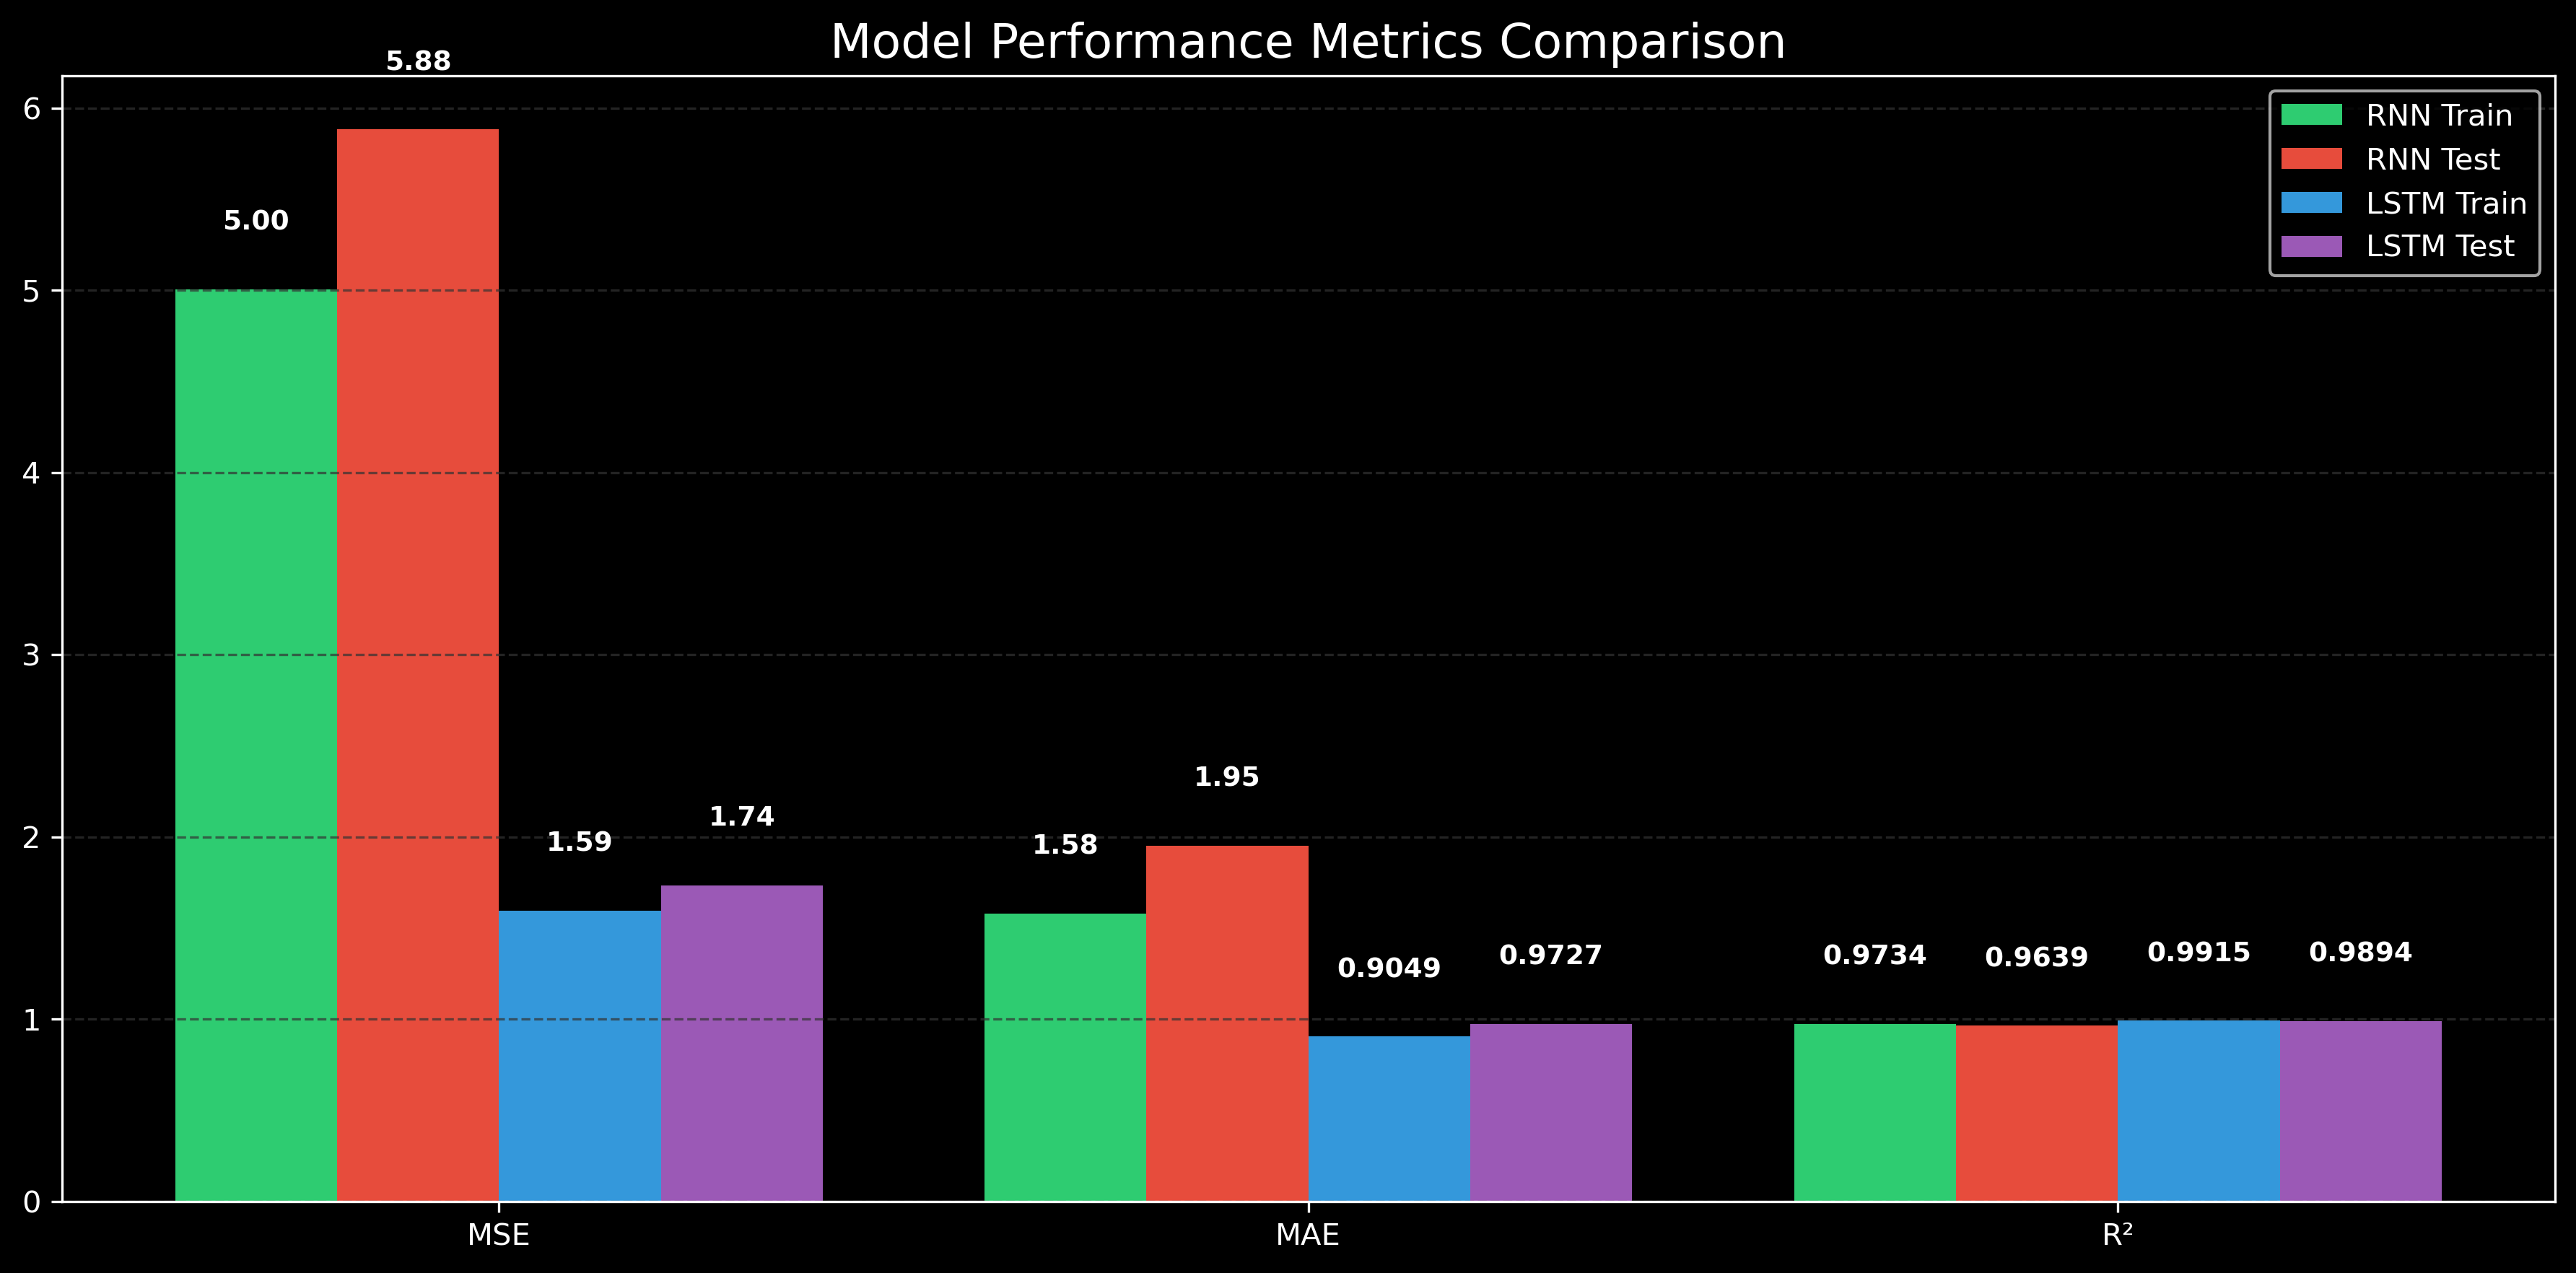 Model Performance Metrics Comparison
RNN Train
RNN Test
LSTM Train
LSTM Test
6
5
4
3
2
1
0
5.00
5.88
1.59
1.74
1.58
1.95
0.9049
0.9727
0.9734
0.9639
0.9915
0.9894
MSE
MAE
R²